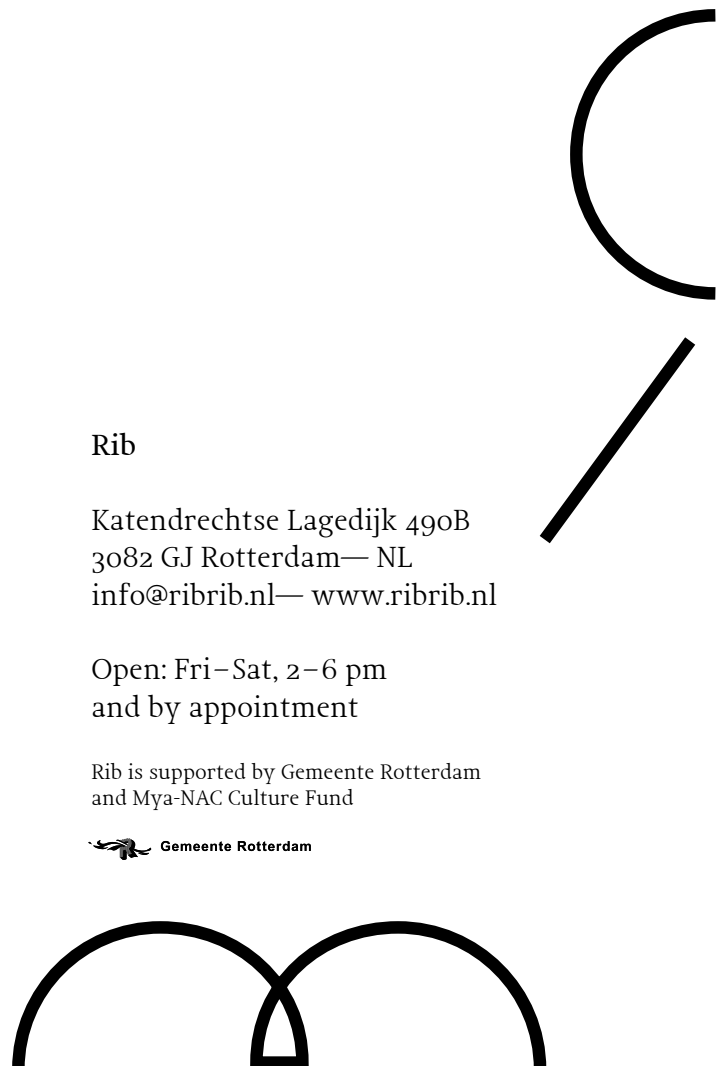 Rib
Katendrechtse Lagedijk 490B
3082 GJ Rotterdam— NL
info@ribrib.nl— www.ribrib.nl
Open: Fri–Sat, 2–6 pm
and by appointment
Rib is supported by Gemeente Rotterdam
and Mya-NAC Culture Fund
Gemeente Rotterdam